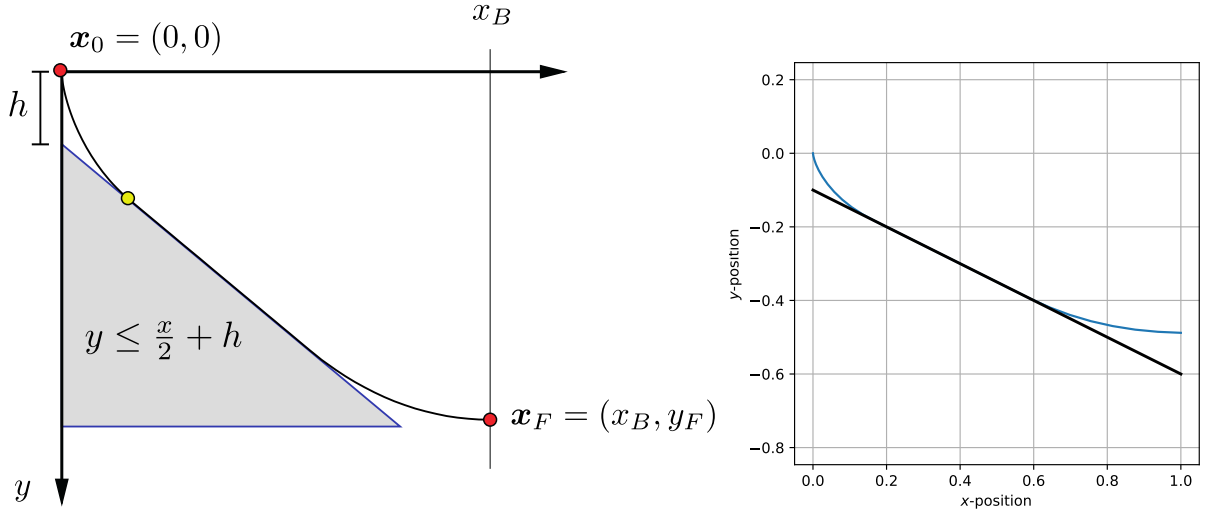 x_B
𝒙₀ = (0, 0)
h
y ≤ x/2 + h
𝒙_F = (x_B, y_F)
y
0.2
0.0
−0.2
−0.4
−0.6
−0.8
y-position
0.0 0.2 0.4 0.6 0.8 1.0
x-position